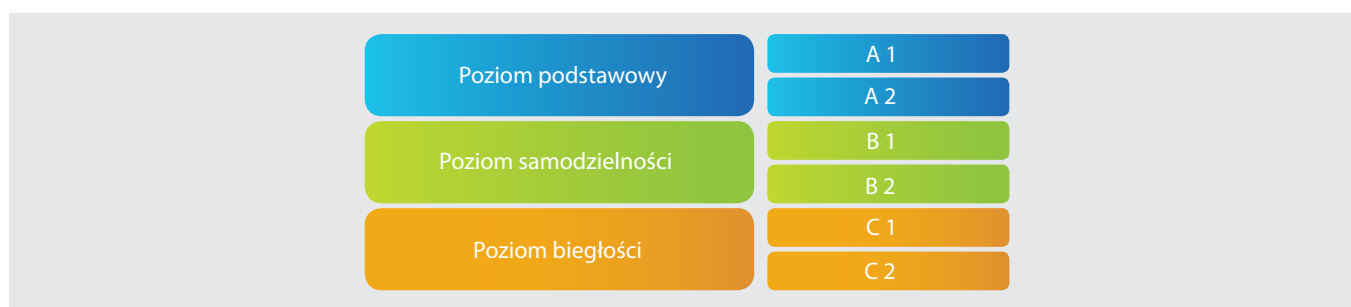 Poziom podstawowy
A 1
A 2
Poziom samodzielności
B 1
B 2
Poziom biegłości
C 1
C 2